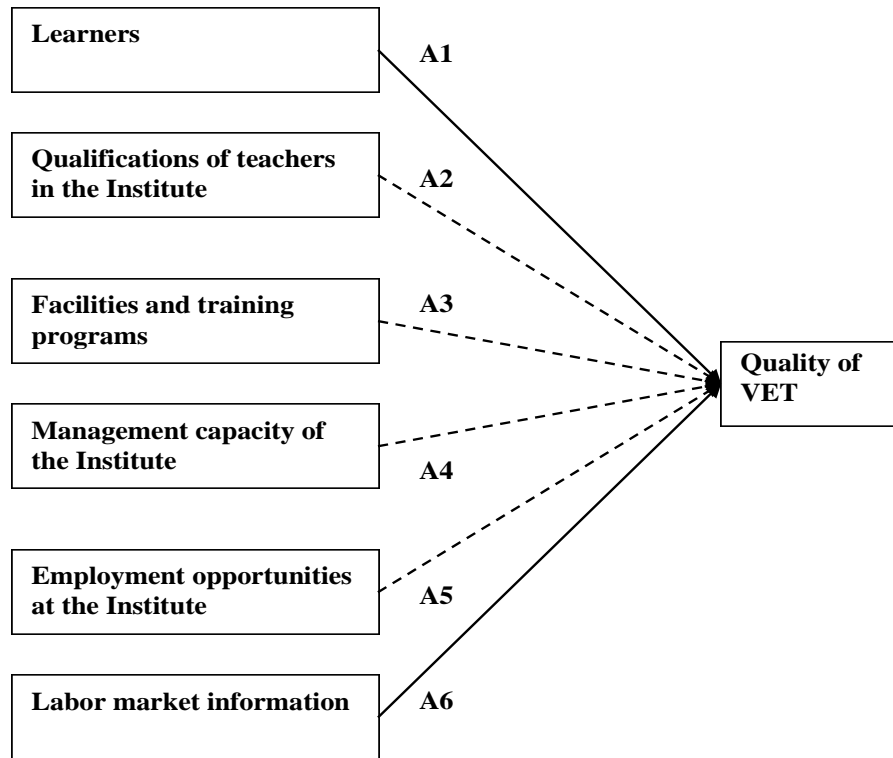 Learners
A1
Qualifications of teachers
in the Institute
A2
Facilities and training
programs
A3
Quality of
VET
Management capacity of
the Institute
A4
Employment opportunities
at the Institute
A5
Labor market information
A6